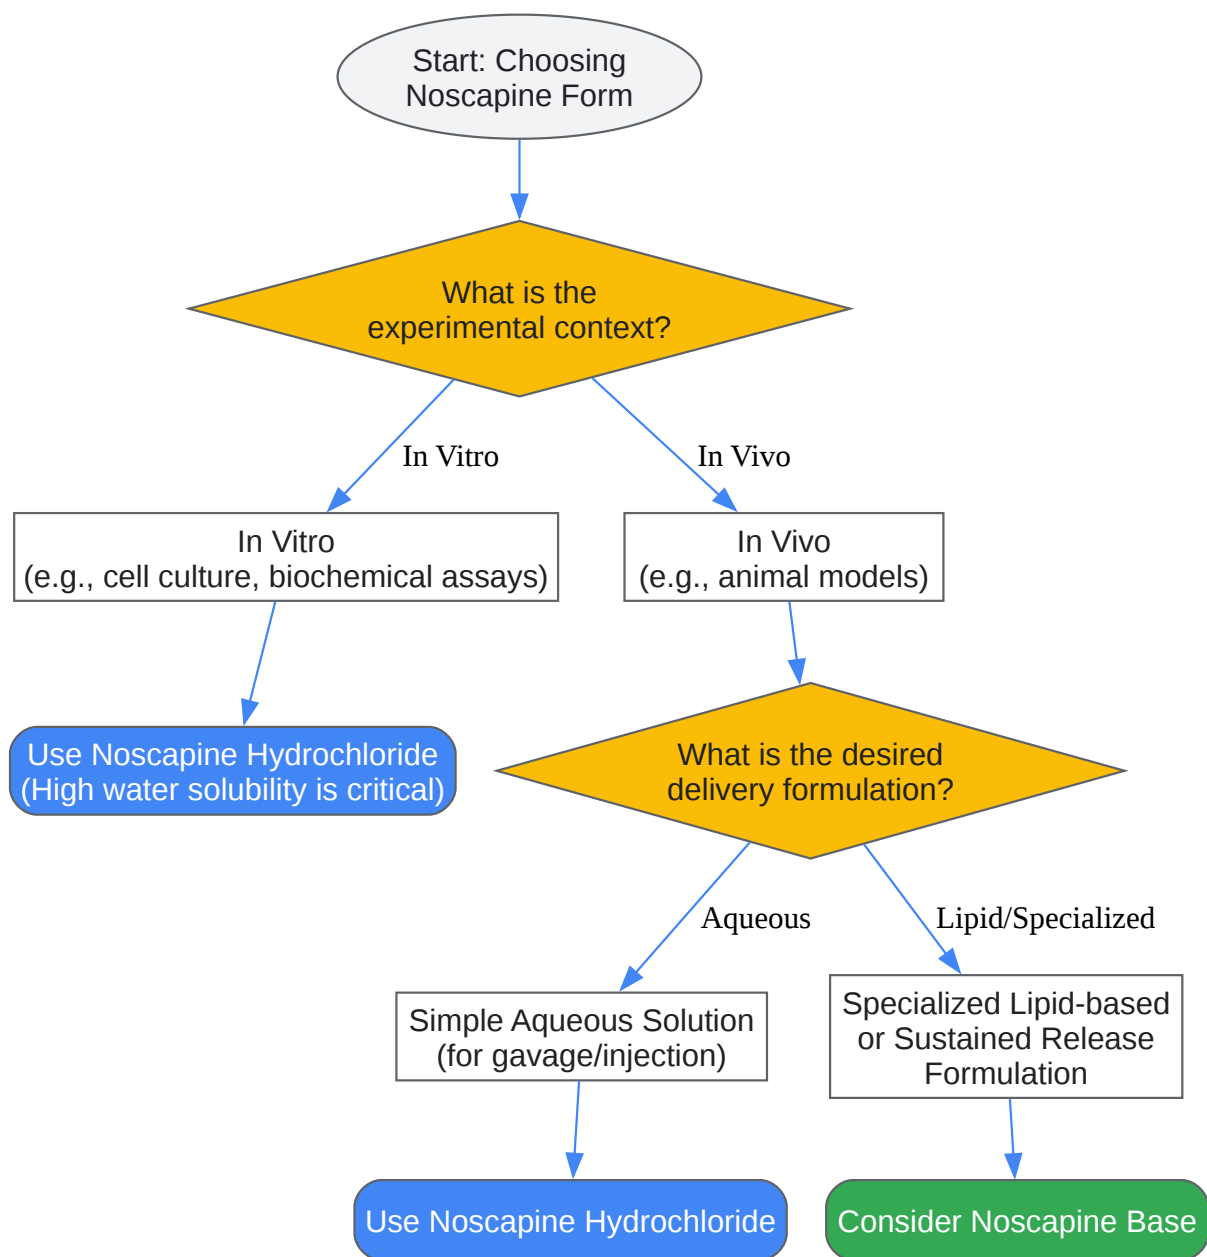 Start: Choosing
Noscapine Form
What is the
experimental context?
In Vitro
In Vivo
In Vitro
(e.g., cell culture, biochemical assays)
In Vivo
(e.g., animal models)
Use Noscapine Hydrochloride
(High water solubility is critical)
What is the desired
delivery formulation?
Aqueous
Lipid/Specialized
Simple Aqueous Solution
(for gavage/injection)
Specialized Lipid-based
or Sustained Release
Formulation
Use Noscapine Hydrochloride
Consider Noscapine Base